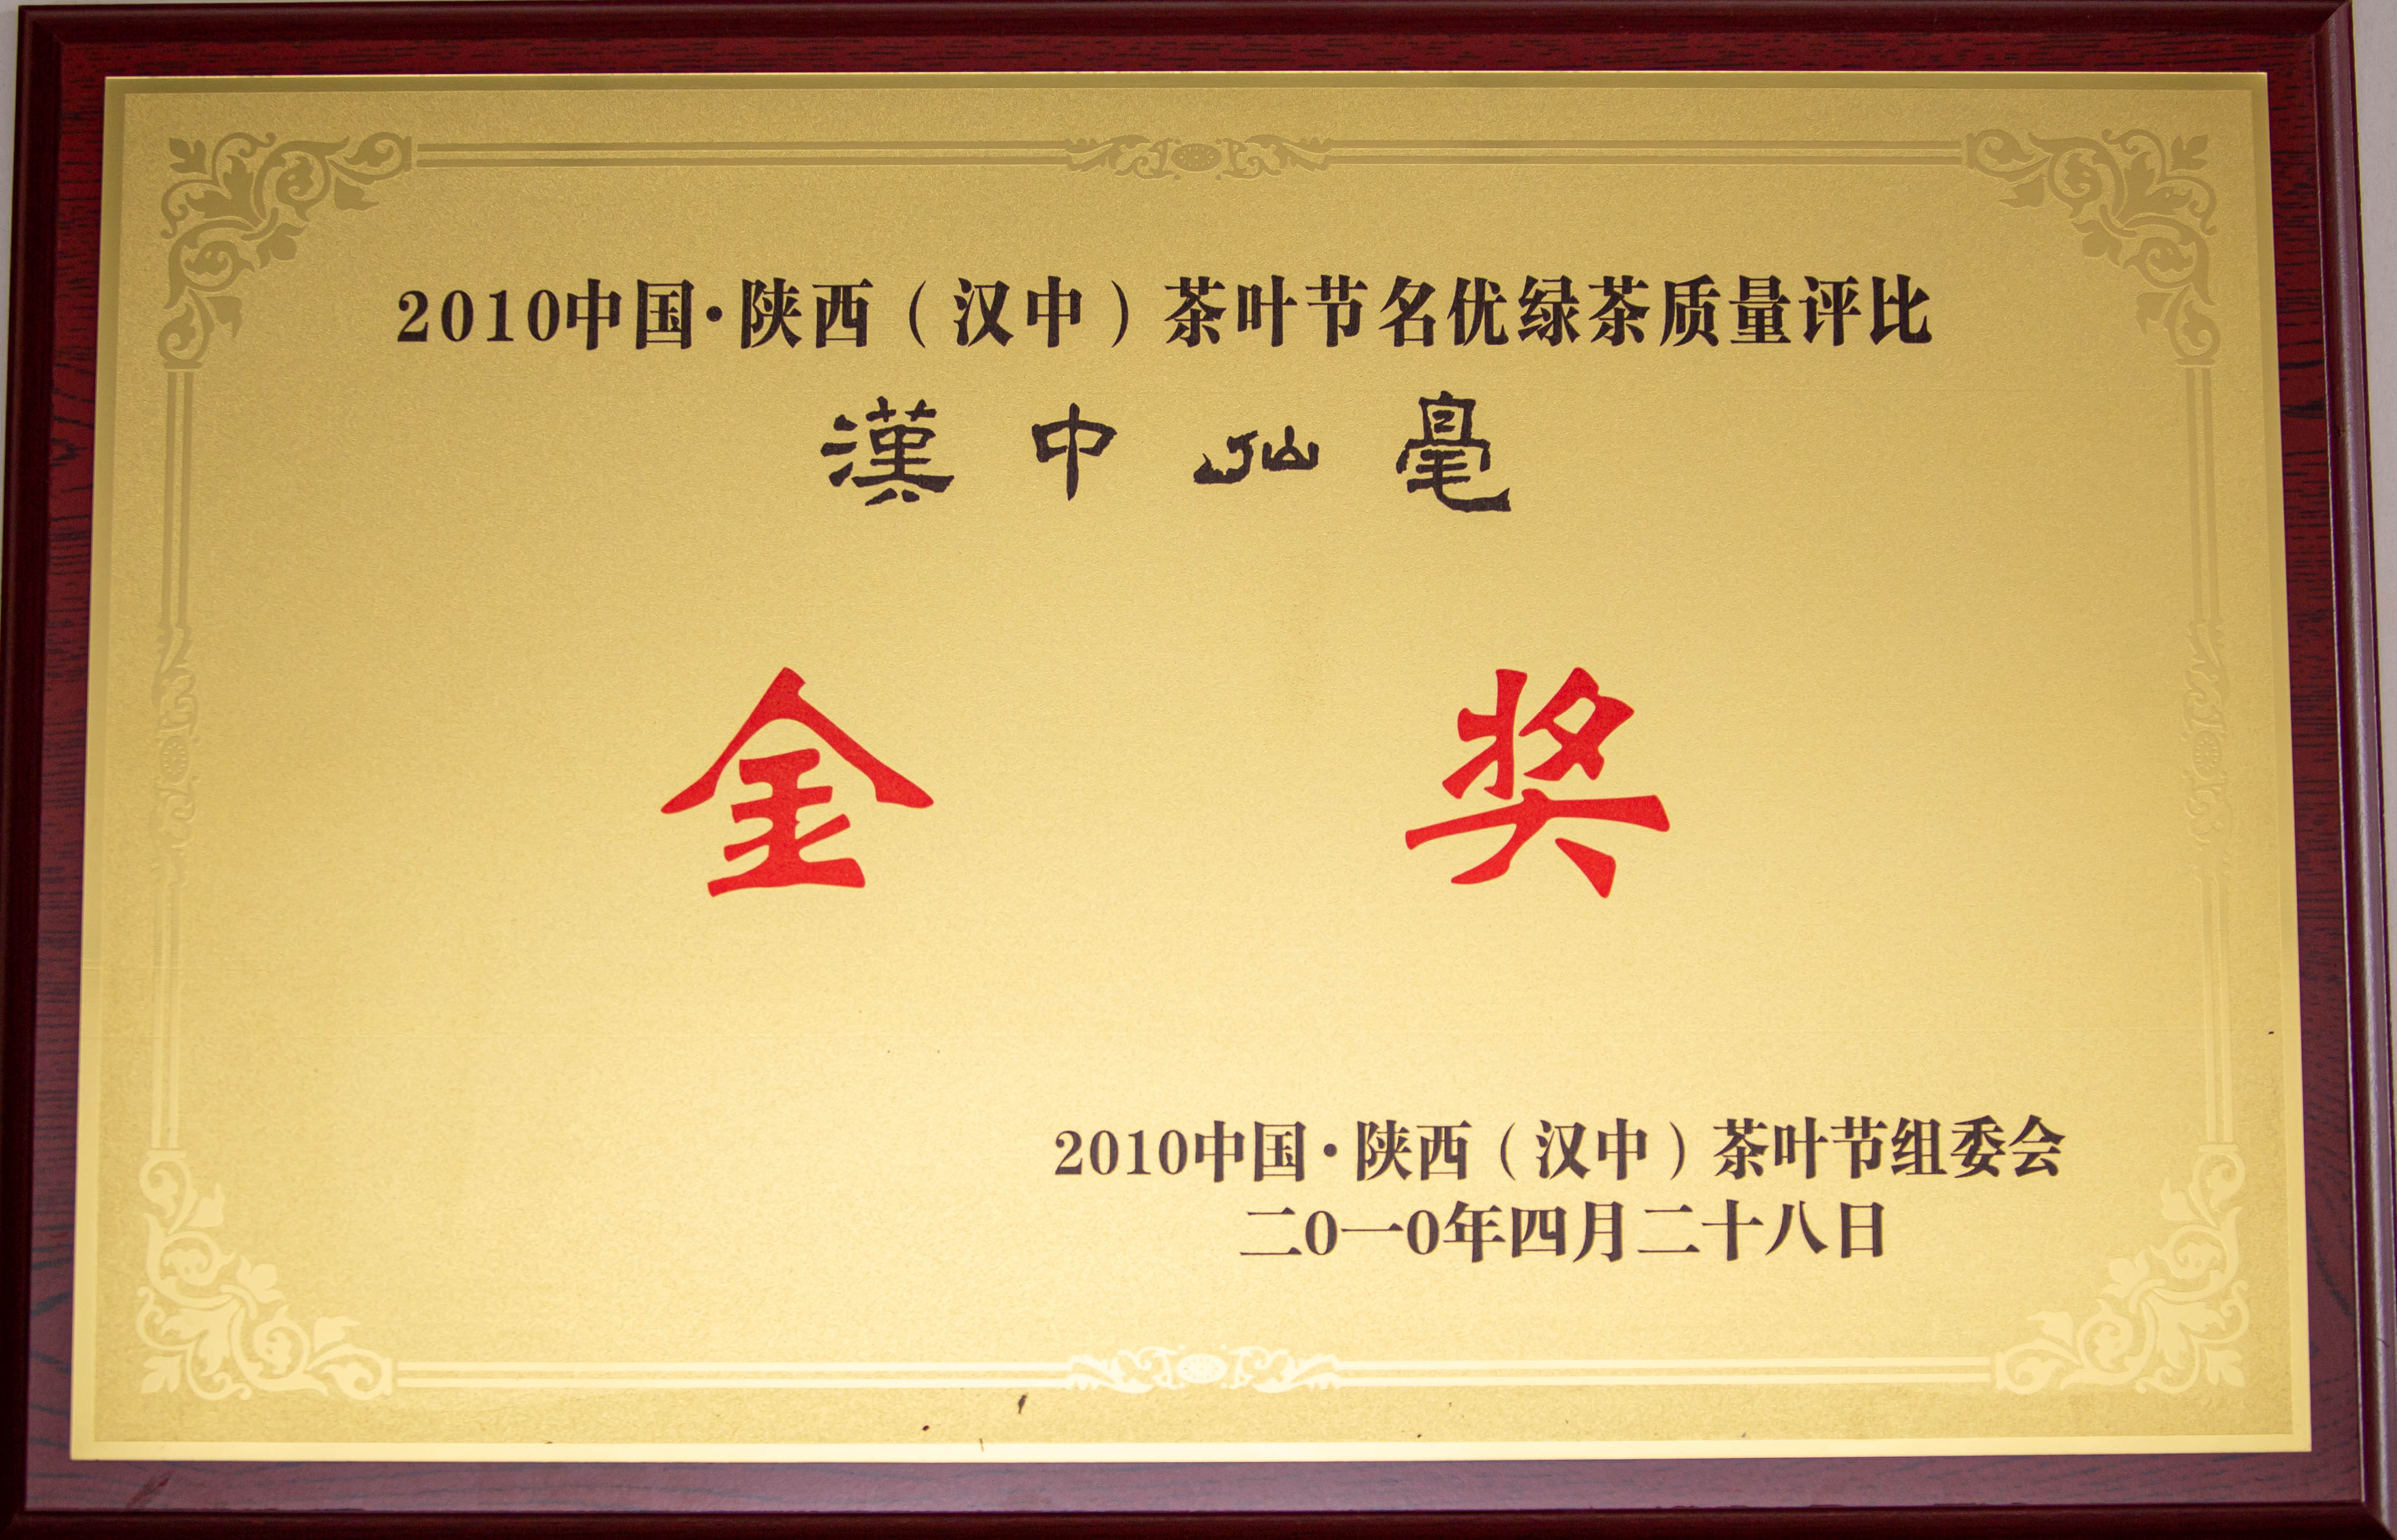 2010中国·陕西（汉中）茶叶节名优绿茶质量评比
漢中仙毫
金奖
2010中国·陕西（汉中）茶叶节组委会
二0一0年四月二十八日